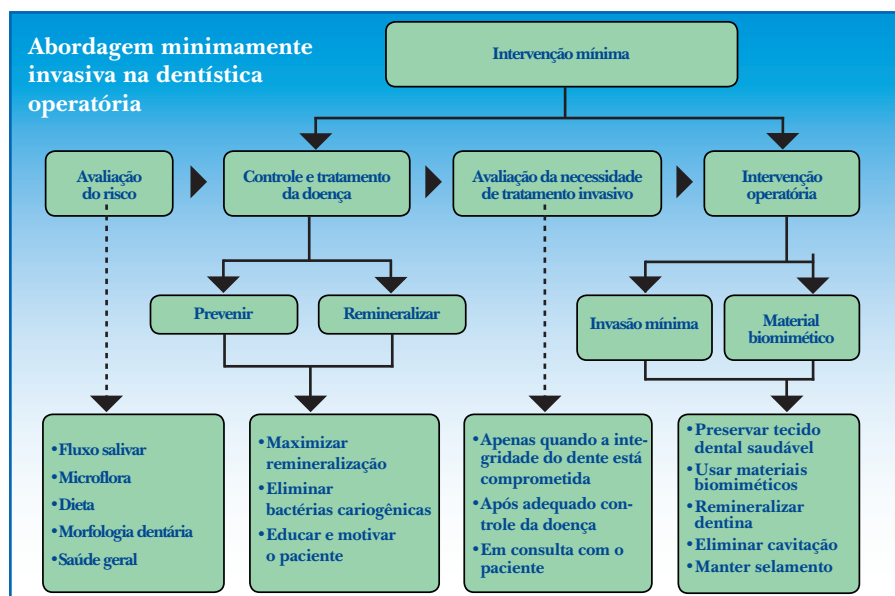 Abordagem minimamente
invasiva na dentística
operatória
Intervenção mínima
Avaliação
do risco
Controle e tratamento
da doença
Avaliação da necessidade
de tratamento invasivo
Intervenção
operatória
Prevenir
Remineralizar
Invasão mínima
Material
biomimético
•Fluxo salivar
•Microflora
•Dieta
•Morfologia dentária
•Saúde geral
•Maximizar
remineralização
•Eliminar
bactérias cariogênicas
•Educar e motivar
o paciente
•Apenas quando a inte-
gridade do dente está
comprometida
•Após adequado con-
trole da doença
•Em consulta com o
paciente
•Preservar tecido
dental saudável
•Usar materiais
biomiméticos
•Remineralizar
dentina
•Eliminar cavitação
•Manter selamento